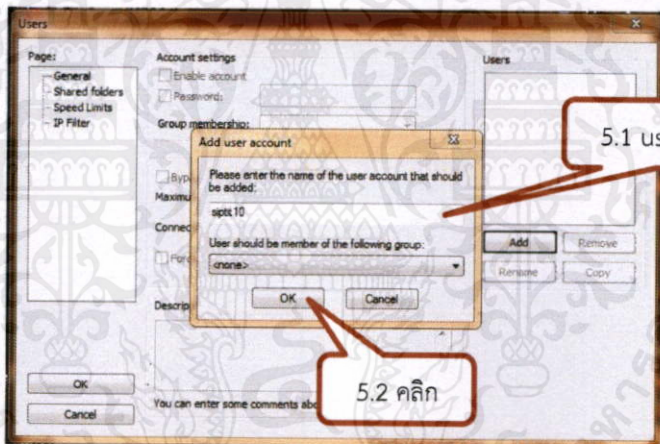 Users
Page:
General
Shared folders
Speed Limits
IP Filter
Account settings
Enable account
Password:
Group membership:
Users
Add user account
Please enter the name of the user account that should
be added:
siptt10
User should be member of the following group:
<none>
OK
Cancel
5.1
5.2 คลิก
Add
Remove
Rename
Copy
You can enter some comments
OK
Cancel